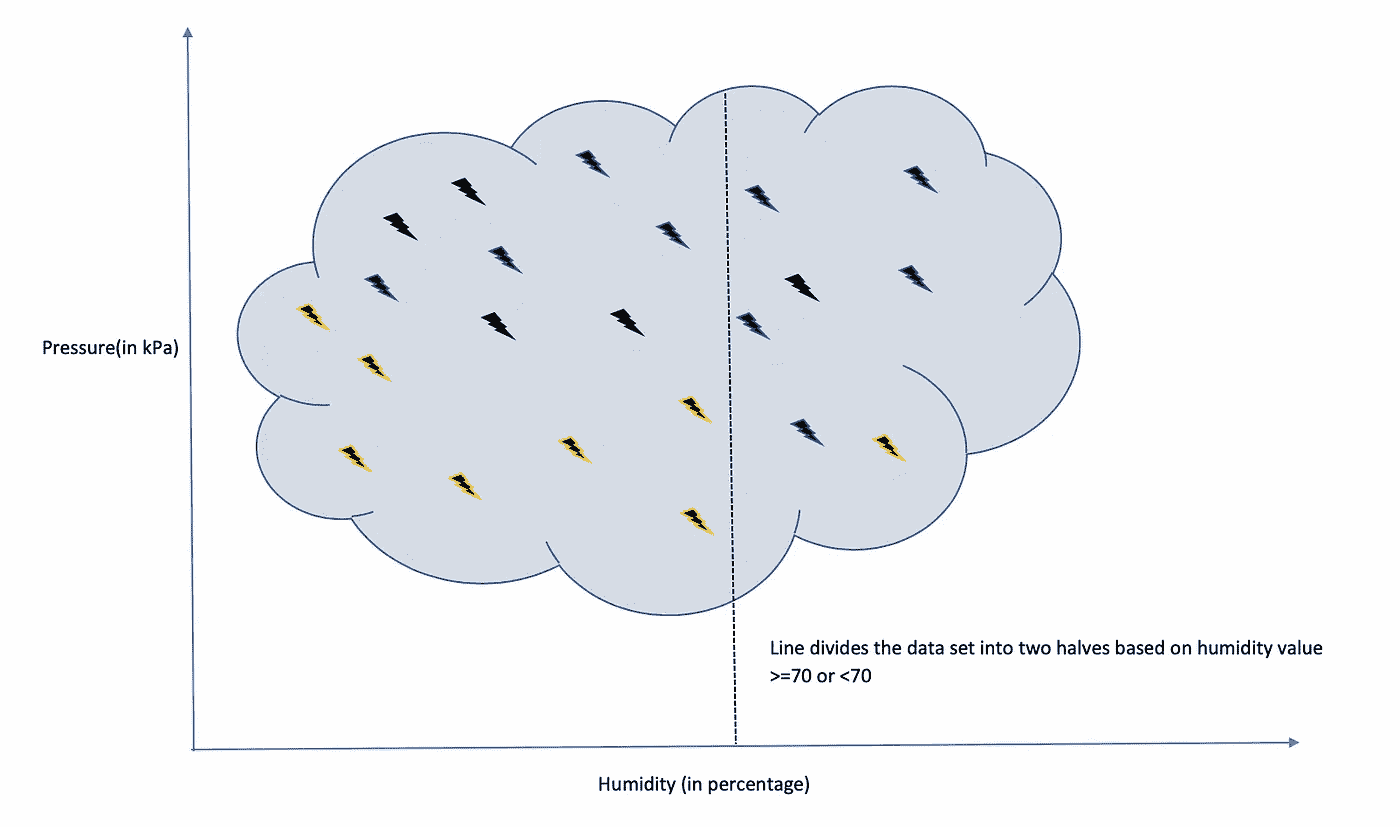 Pressure(in kPa)
Line divides the data set into two halves based on humidity value
>=70 or <70
Humidity (in percentage)